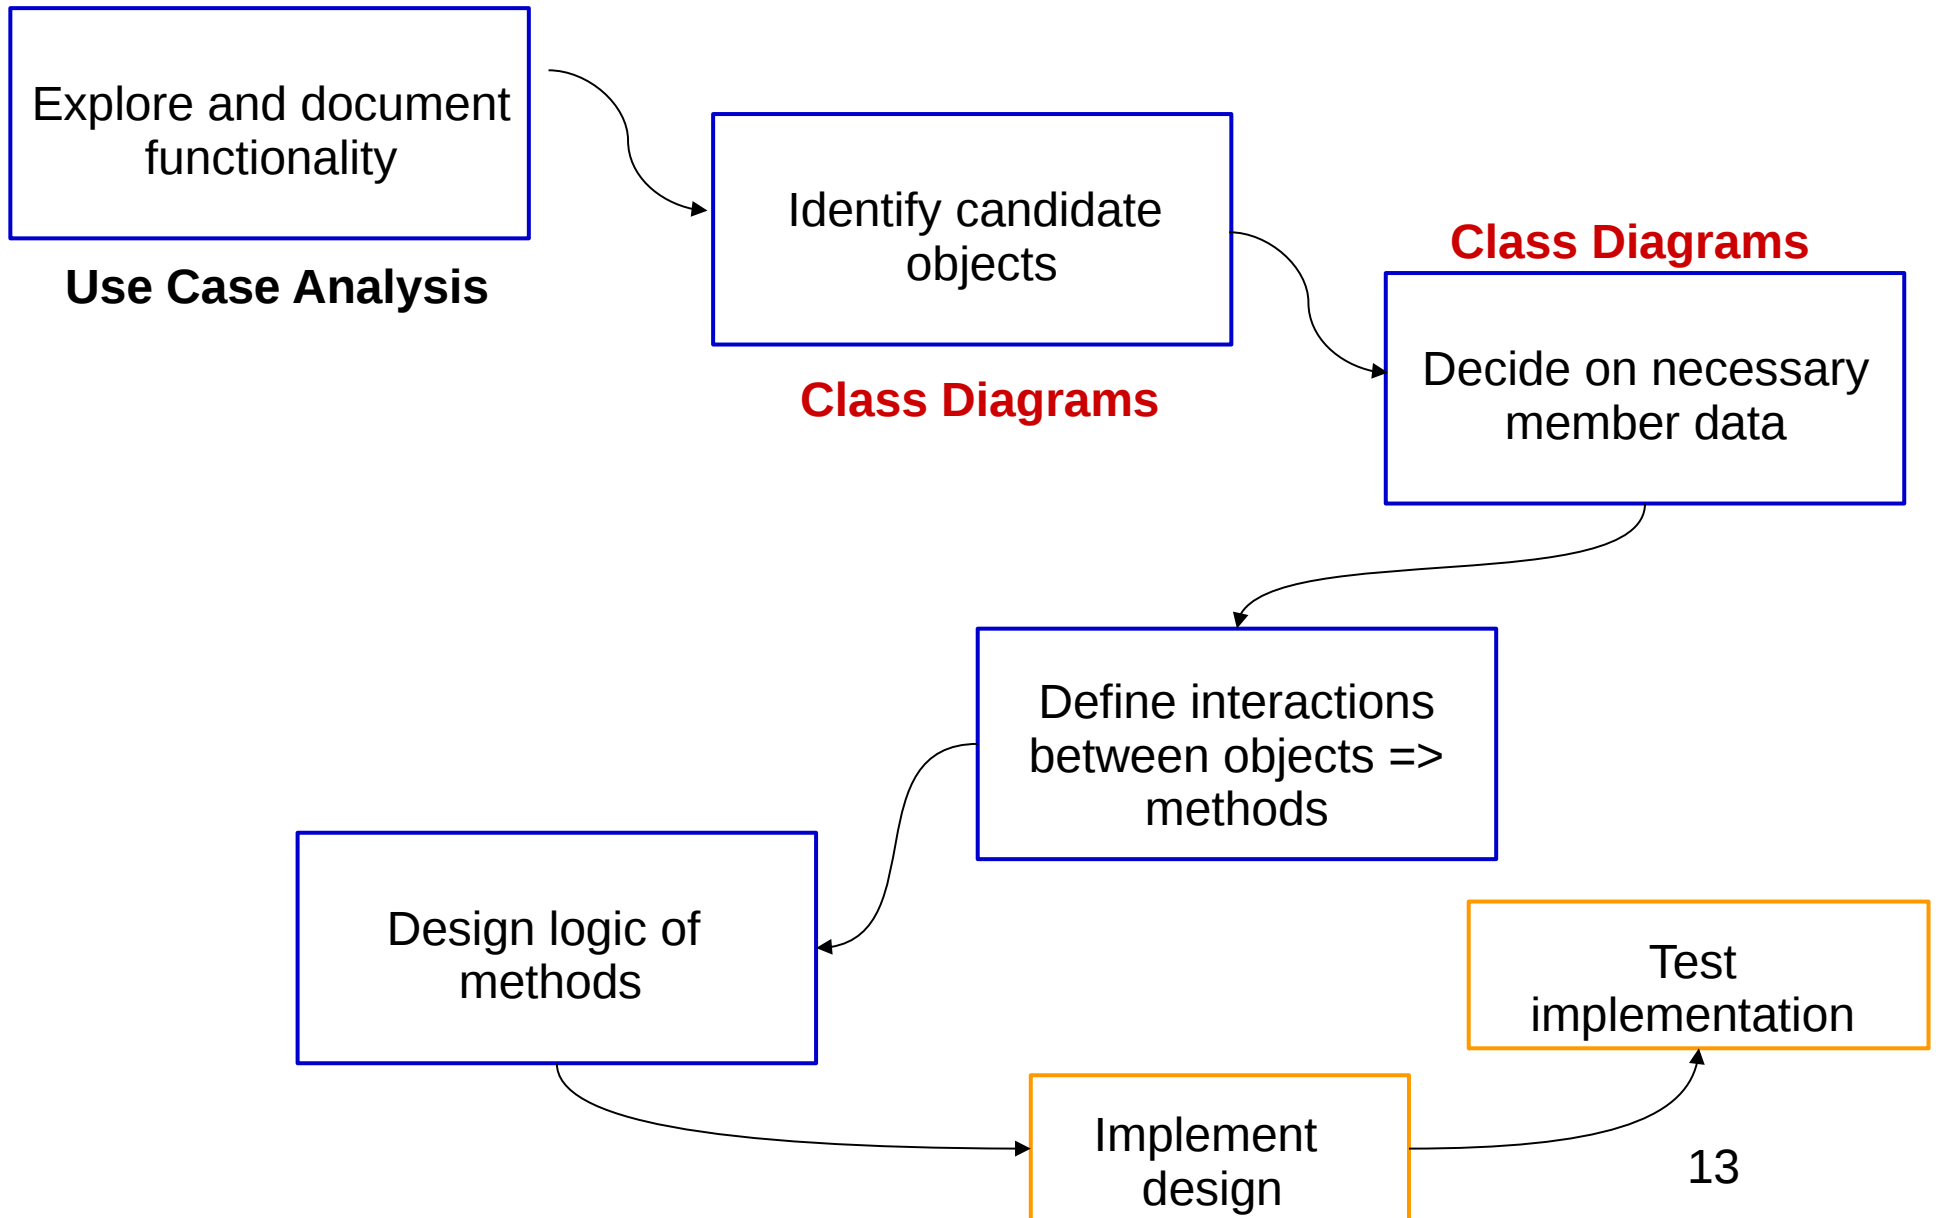 Explore and document
functionality
Use Case Analysis
Identify candidate
objects
Class Diagrams
Class Diagrams
Decide on necessary
member data
Define interactions
between objects =>
methods
Design logic of
methods
Implement
design
Test
implementation
13